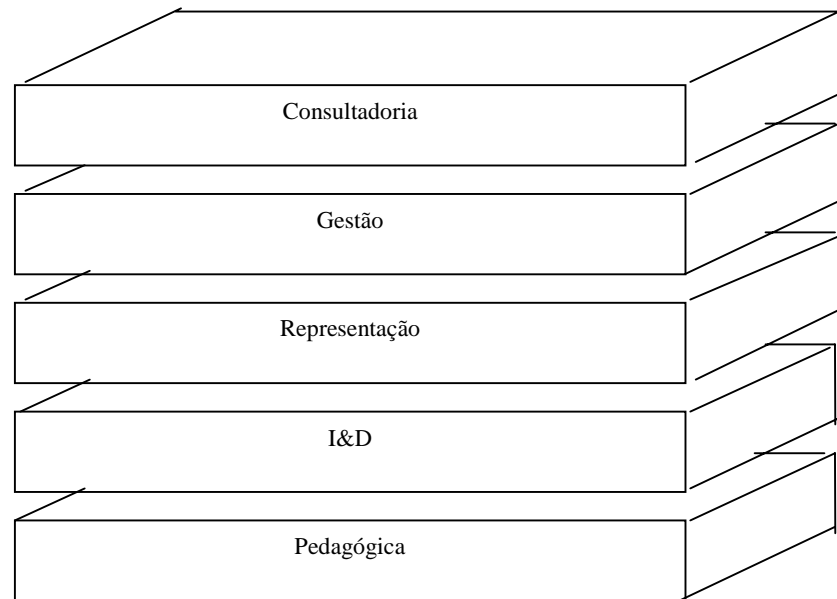 Consultadoria
Gestão
Representação
I&D
Pedagógica